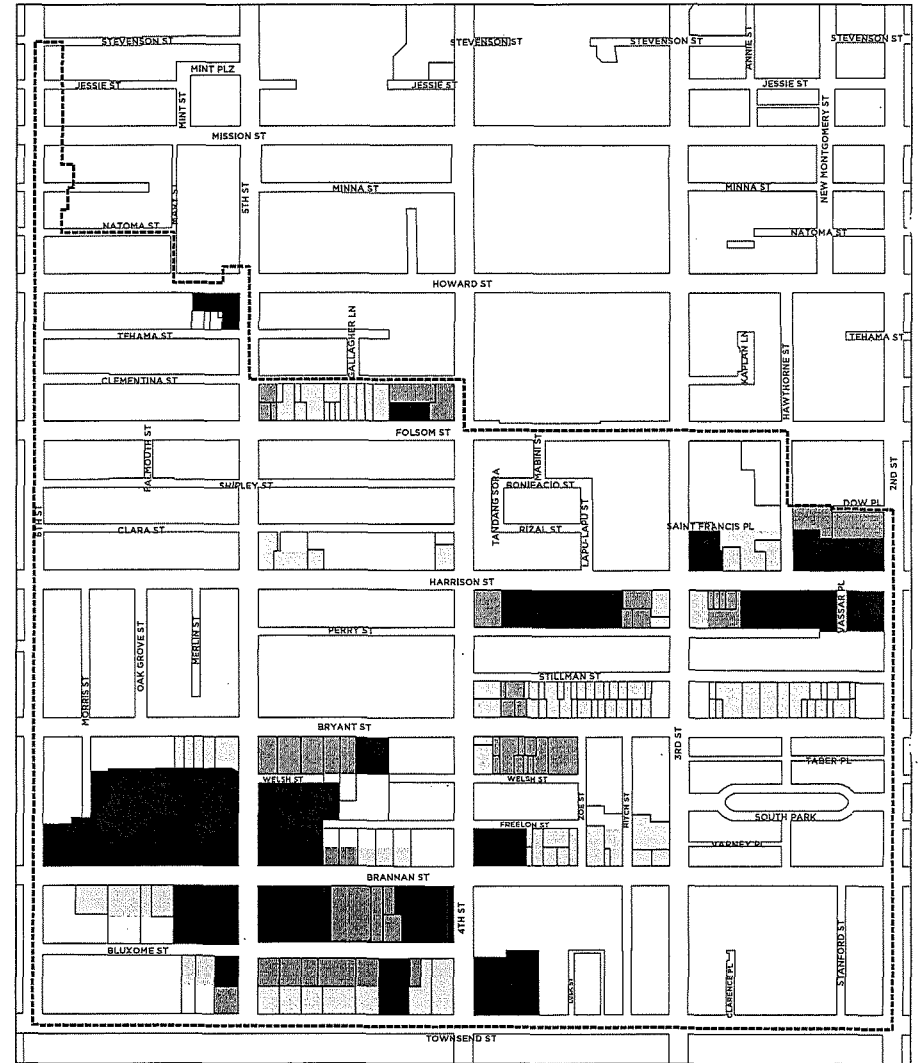 STEVENSON ST
STEVENSON ST
STEVENSON ST
ANNIE ST
STEVENSON ST
MINT PLZ
JESSIE ST
MINT ST
JESSIE ST
JESSIE ST
NEW MONTGOMERY ST
MISSION ST
MARY ST
5TH ST
MINNA ST
MINNA ST
NATOMA ST
NATOMA ST
HOWARD ST
TEHAMA ST
GALLAGHER LN
KAPLAN LN
HAWTHORNE ST
TEHAMA ST
CLEMENTINA ST
FOLSOM ST
FALMOUTH ST
MABINI ST
2ND ST
SHIPLEY ST
TANDANG SORA
BONIFACIO ST
LAPU-LAPU ST
DOW PL
6TH ST
CLARA ST
RIZAL ST
SAINT FRANCIS PL
HARRISON ST
VASSAR PL
MORRIS ST
OAK GROVE ST
MERLIN ST
PERRY ST
STILLMAN ST
BRYANT ST
3RD ST
WELSH ST
WELSH ST
TABER PL
ZOE ST
RITCH ST
SOUTH PARK
FREELON ST
VARNEY PL
BRANNAN ST
4TH ST
BLUXOME ST
LUSK ST
CLARENCE PL
STANFORD ST
TOWNSEND ST